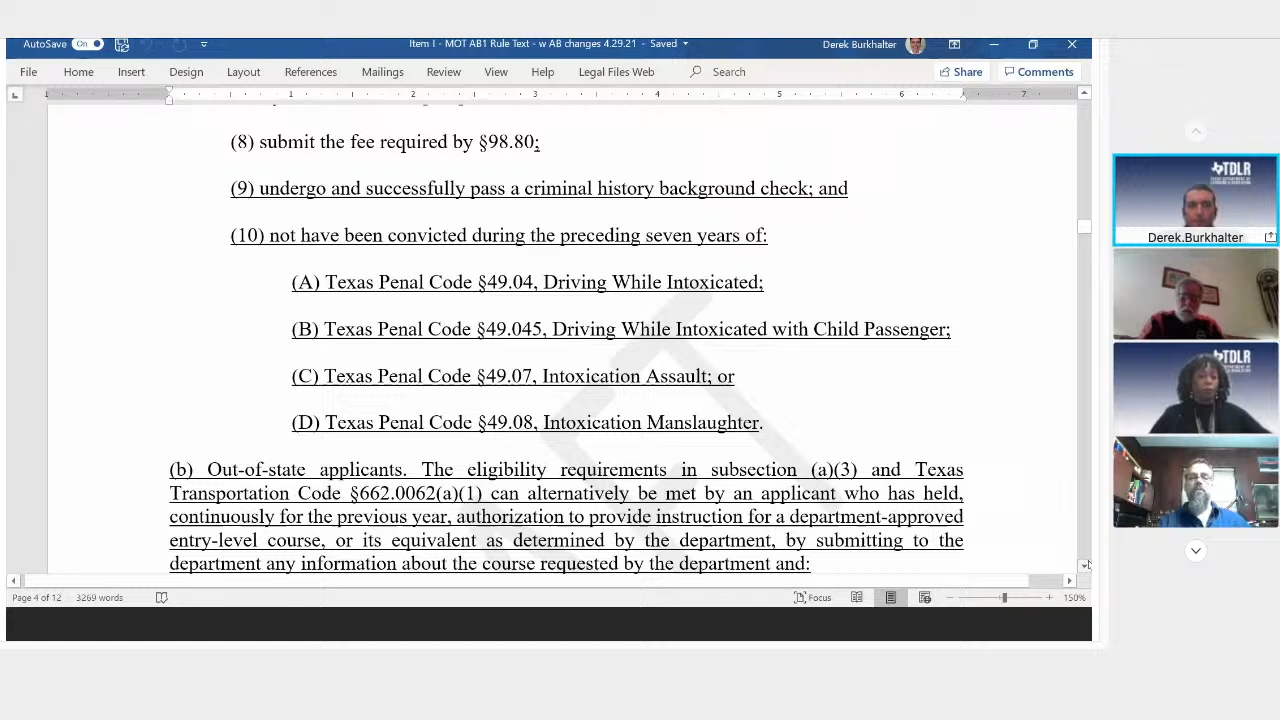 AutoSave On
Item I - MOT AB1 Rule Text - w AB changes 4.29.21 - Saved
Derek Burkhalter
File Home Insert Design Layout References Mailings Review View Help Legal Files Web Search Share Comments
1 1 2 3 4 5 6 7
(8) submit the fee required by §98.80;
(9) undergo and successfully pass a criminal history background check; and
(10) not have been convicted during the preceding seven years of:
(A) Texas Penal Code §49.04, Driving While Intoxicated;
(B) Texas Penal Code §49.045, Driving While Intoxicated with Child Passenger;
(C) Texas Penal Code §49.07, Intoxication Assault; or
(D) Texas Penal Code §49.08, Intoxication Manslaughter.
(b) Out-of-state applicants. The eligibility requirements in subsection (a)(3) and Texas
Transportation Code §662.0062(a)(1) can alternatively be met by an applicant who has held,
continuously for the previous year, authorization to provide instruction for a department-approved
entry-level course, or its equivalent as determined by the department, by submitting to the
department any information about the course requested by the department and:
Page 4 of 12 3269 words
Focus
150%
TDLR
Derek.Burkhalter
TDLR